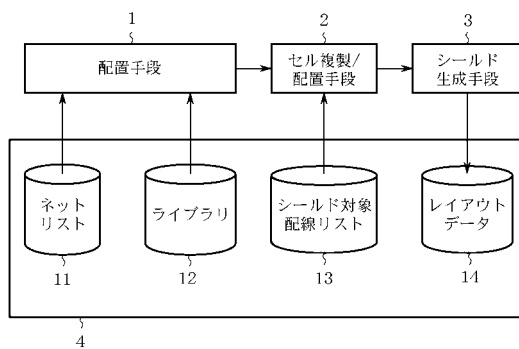 1
2
3
配置手段
セル複製/
配置手段
シールド
生成手段
ネット
リスト
ライブラリ
シールド対象
配線リスト
レイアウト
データ
11
12
13
14
4